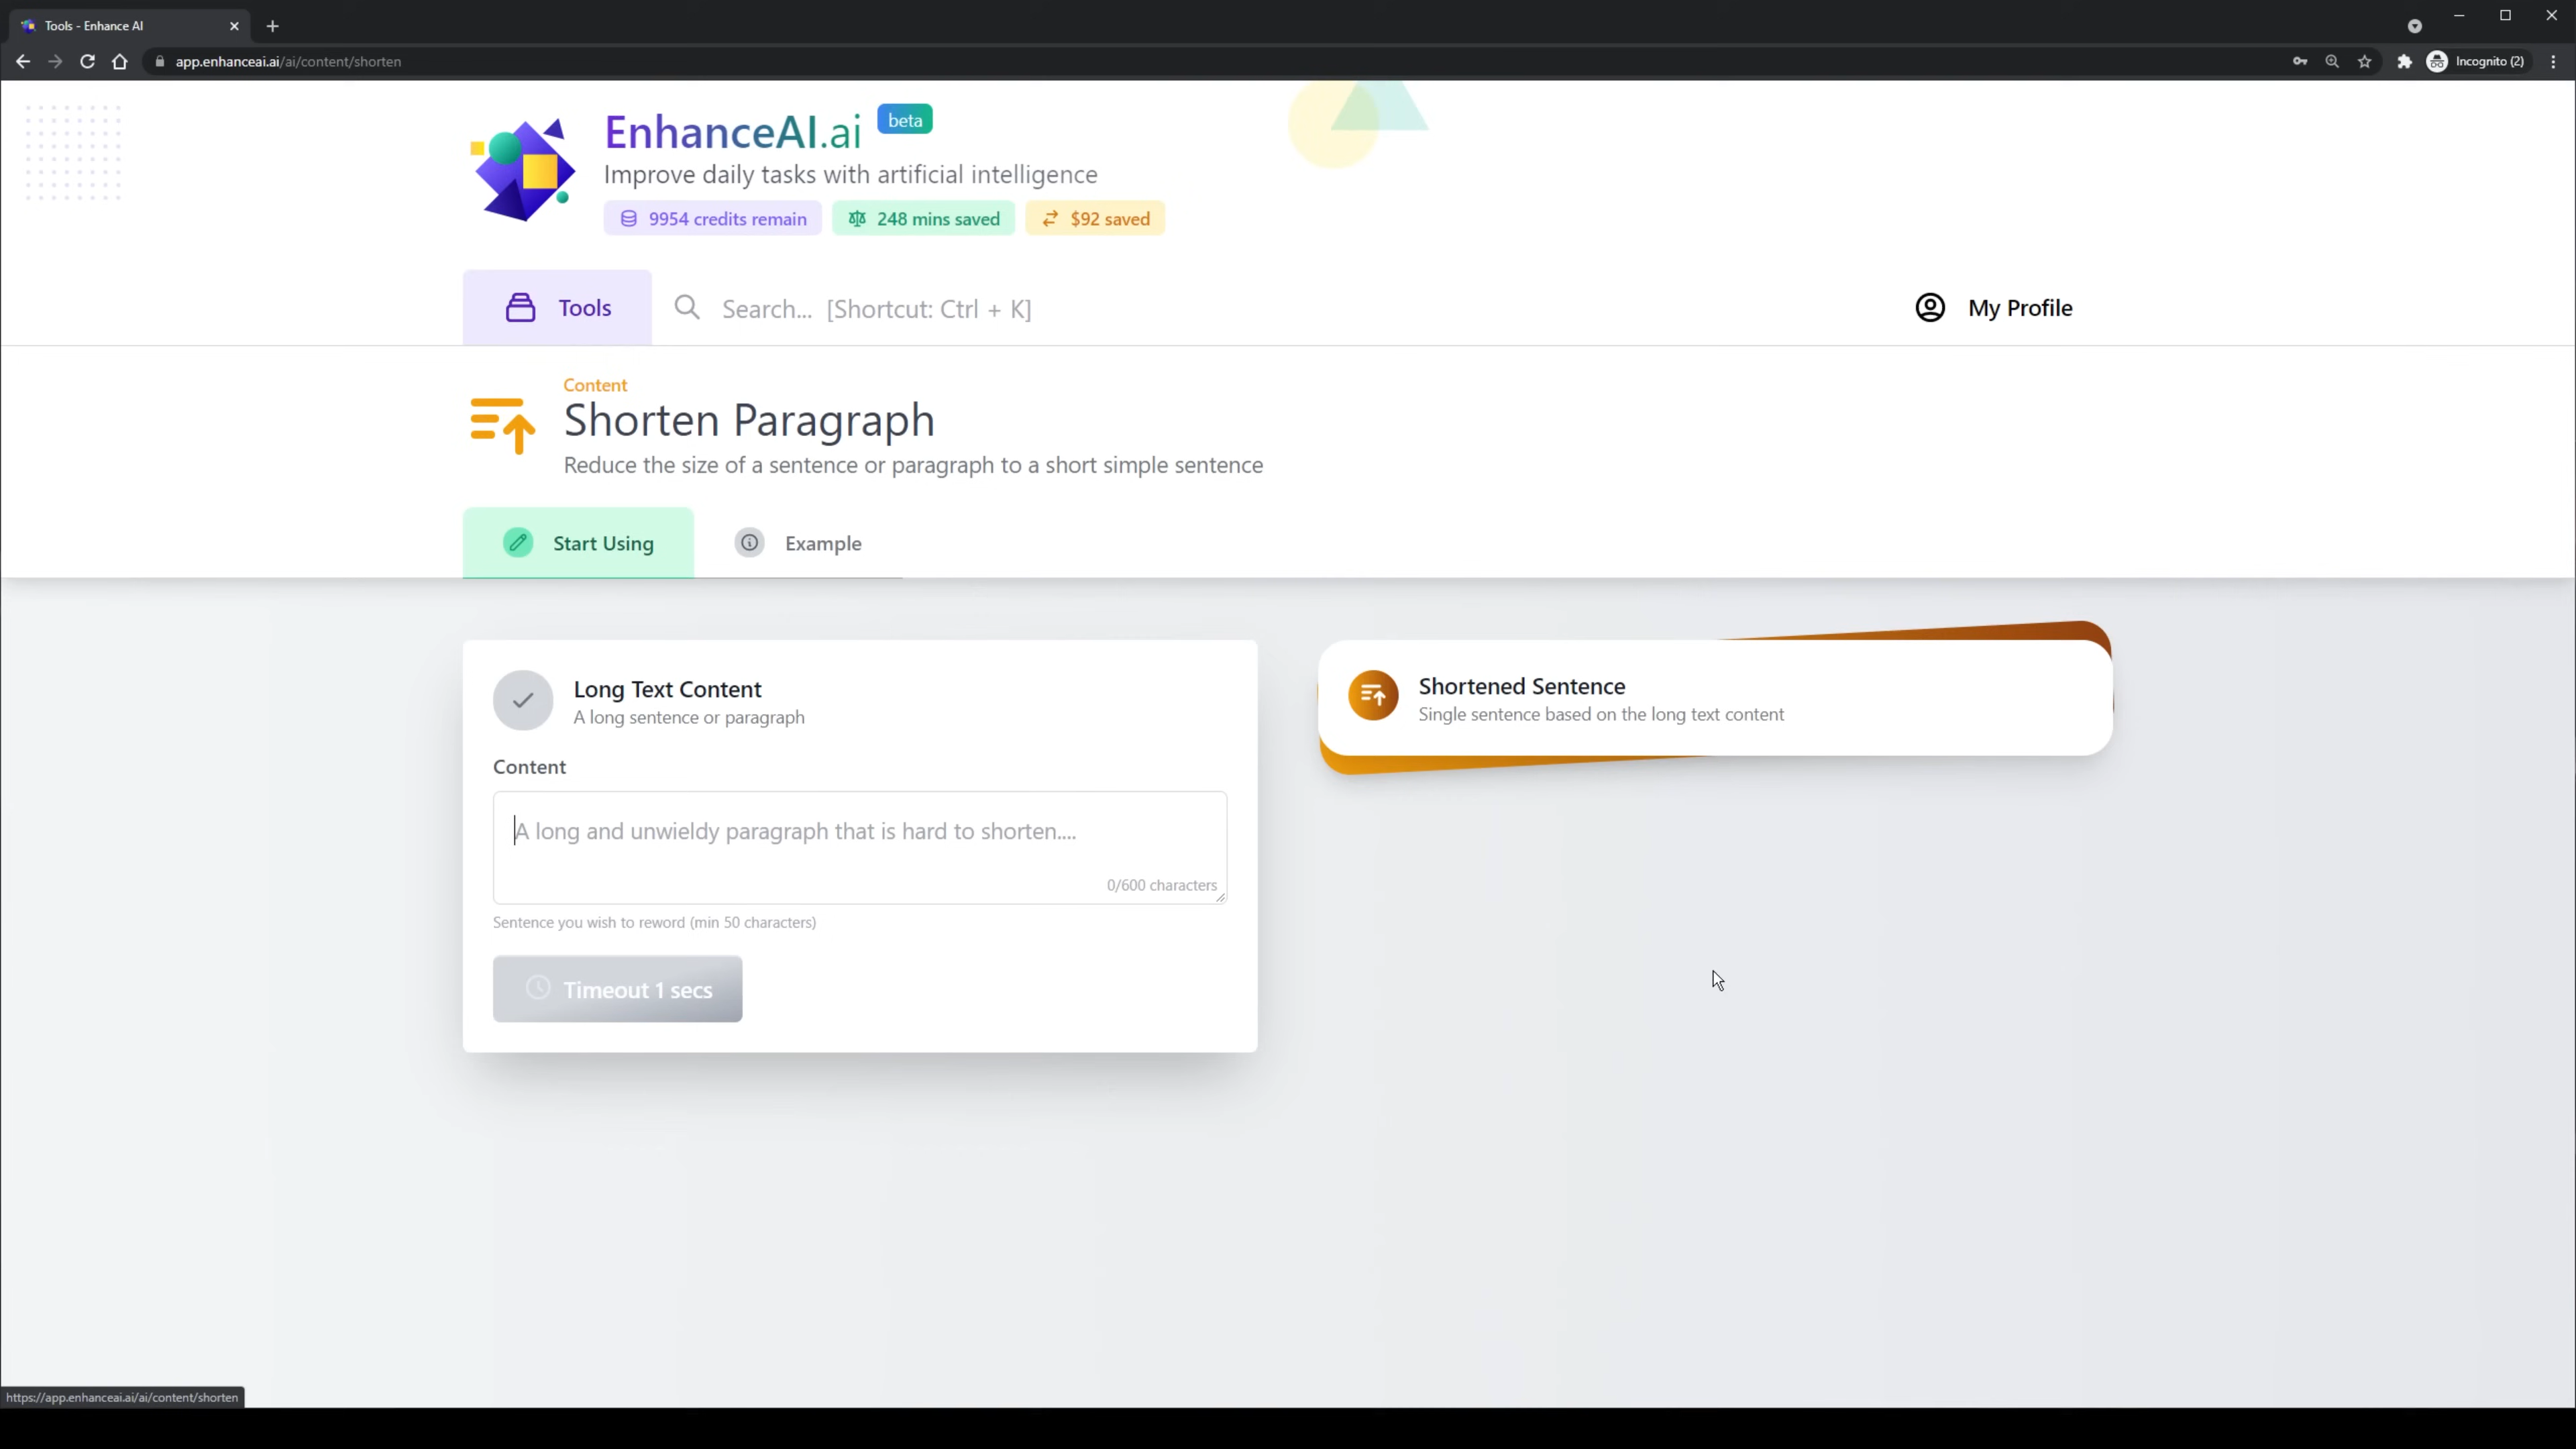 Tools - Enhance AI
app.enhanceai.ai/ai/content/shorten
Incognito (2)
EnhanceAI.ai beta
Improve daily tasks with artificial intelligence
9954 credits remain 248 mins saved $92 saved
Tools Search... [Shortcut: Ctrl + K] My Profile
Content
Shorten Paragraph
Reduce the size of a sentence or paragraph to a short simple sentence
Start Using Example
Long Text Content
A long sentence or paragraph
Content
A long and unwieldy paragraph that is hard to shorten....
0/600 characters
Sentence you wish to reword (min 50 characters)
Timeout 1 secs
Shortened Sentence
Single sentence based on the long text content
https://app.enhanceai.ai/ai/content/shorten